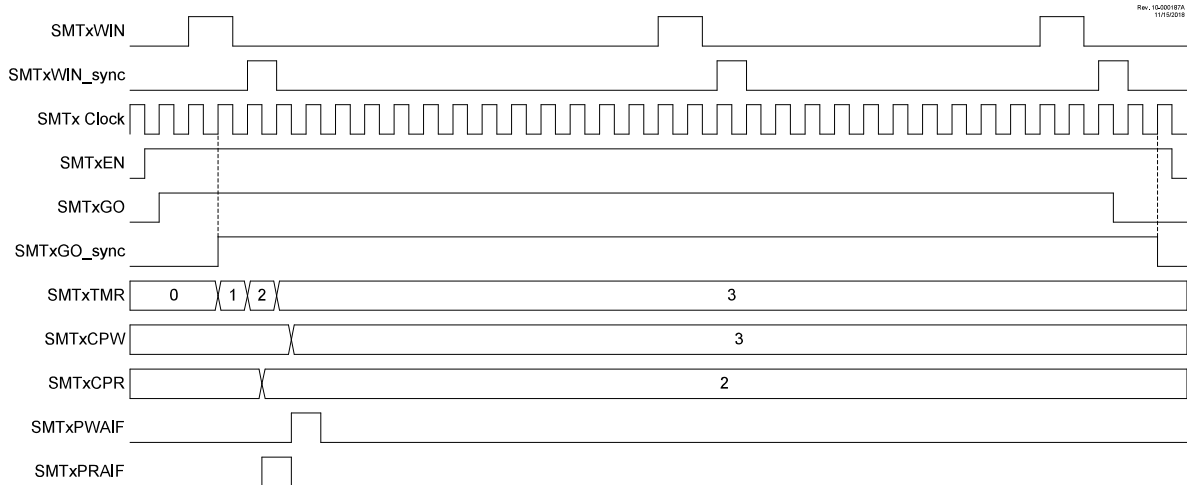 Rev. 10-000187A
11/15/2018
SMTxWIN
SMTxWIN_sync
SMTx Clock
SMTxEN
SMTxGO
SMTxGO_sync
SMTxTMR 0 1 2 3
SMTxCPW 3
SMTxCPR 2
SMTxPWAIF
SMTxPRAIF